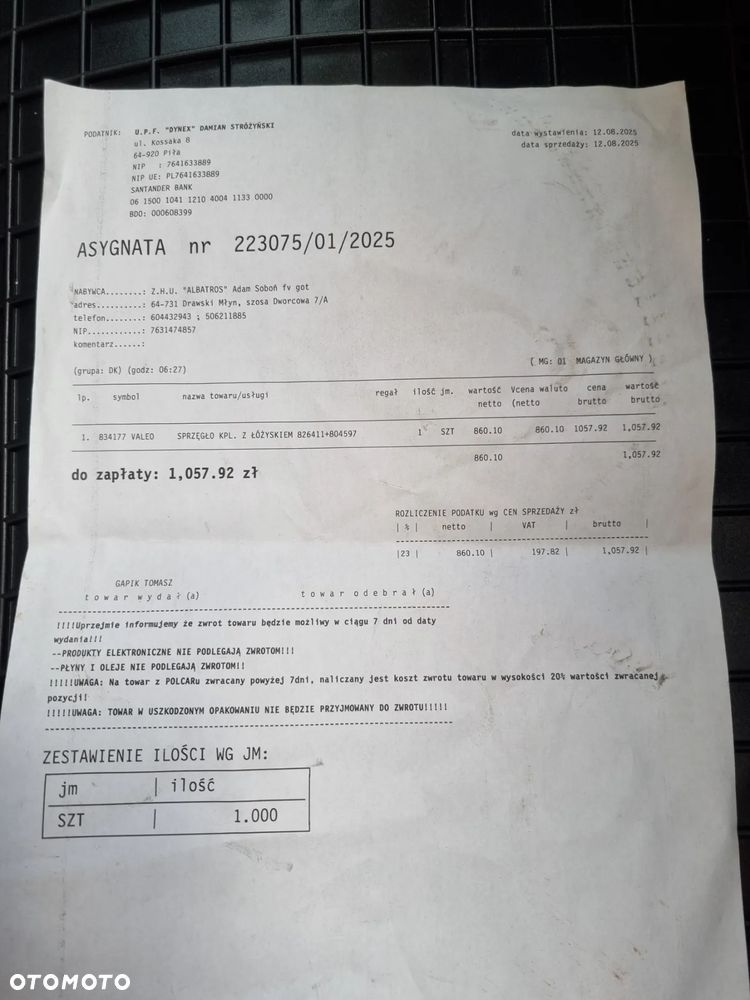 PODATNIK: U.P.F. "DYNEX" DAMIAN STRÓŻYŃSKI
ul. Kossaka 8
64-920 Piła
NIP : 7641633889
NIP UE: PL7641633889
SANTANDER BANK
06 1500 1041 1210 4004 1133 0000
BDO: 000608399
data wystawienia: 12.08.2025
data sprzedaży: 12.08.2025
ASYGNATA nr 223075/01/2025
NABYWCA.......: Z.H.U. "ALBATROS" Adam Soboń fv got
adres.........: 64-731 Drawski Młyn, szosa Dworcowa 7/A
telefon.......: 604432943 ; 506211885
NIP...........: 7631474857
komentarz.....:
(grupa: DK) (godz: 06:27)
( MG: 01 MAGAZYN GŁÓWNY )
lp. symbol nazwa towaru/usługi regał ilość jm. wartość Vcena waluto cena wartość
netto (netto brutto brutto
1. 834177 VALEO SPRZĘGŁO KPL. Z ŁÓŻYSKIEM 826411+804597 1 SZT 860.10 860.10 1057.92 1,057.92
860.10 1,057.92
do zapłaty: 1,057.92 zł
ROZLICZENIE PODATKU wg CEN SPRZEDAŻY zł
| % | netto | VAT | brutto |
|23 | 860.10 | 197.82 | 1,057.92 |
GAPIK TOMASZ
t o w a r w y d a ł (a) t o w a r o d e b r a ł (a)
!!!!Uprzejmie informujemy że zwrot towaru będzie możliwy w ciągu 7 dni od daty
wydania!!!
--PRODUKTY ELEKTRONICZNE NIE PODLEGAJĄ ZWROTOM!!!
--PŁYNY I OLEJE NIE PODLEGAJĄ ZWROTOM!!
!!!!!UWAGA: Na towar z POLCARu zwracany powyżej 7dni, naliczany jest koszt zwrotu towaru w wysokości 20% wartości zwracanej
pozycji!
!!!!!UWAGA: TOWAR W USZKODZONYM OPAKOWANIU NIE BĘDZIE PRZYJMOWANY DO ZWROTU!!!!!
ZESTAWIENIE ILOŚCI WG JM:
jm | ilość
SZT | 1.000
OTOMOTO